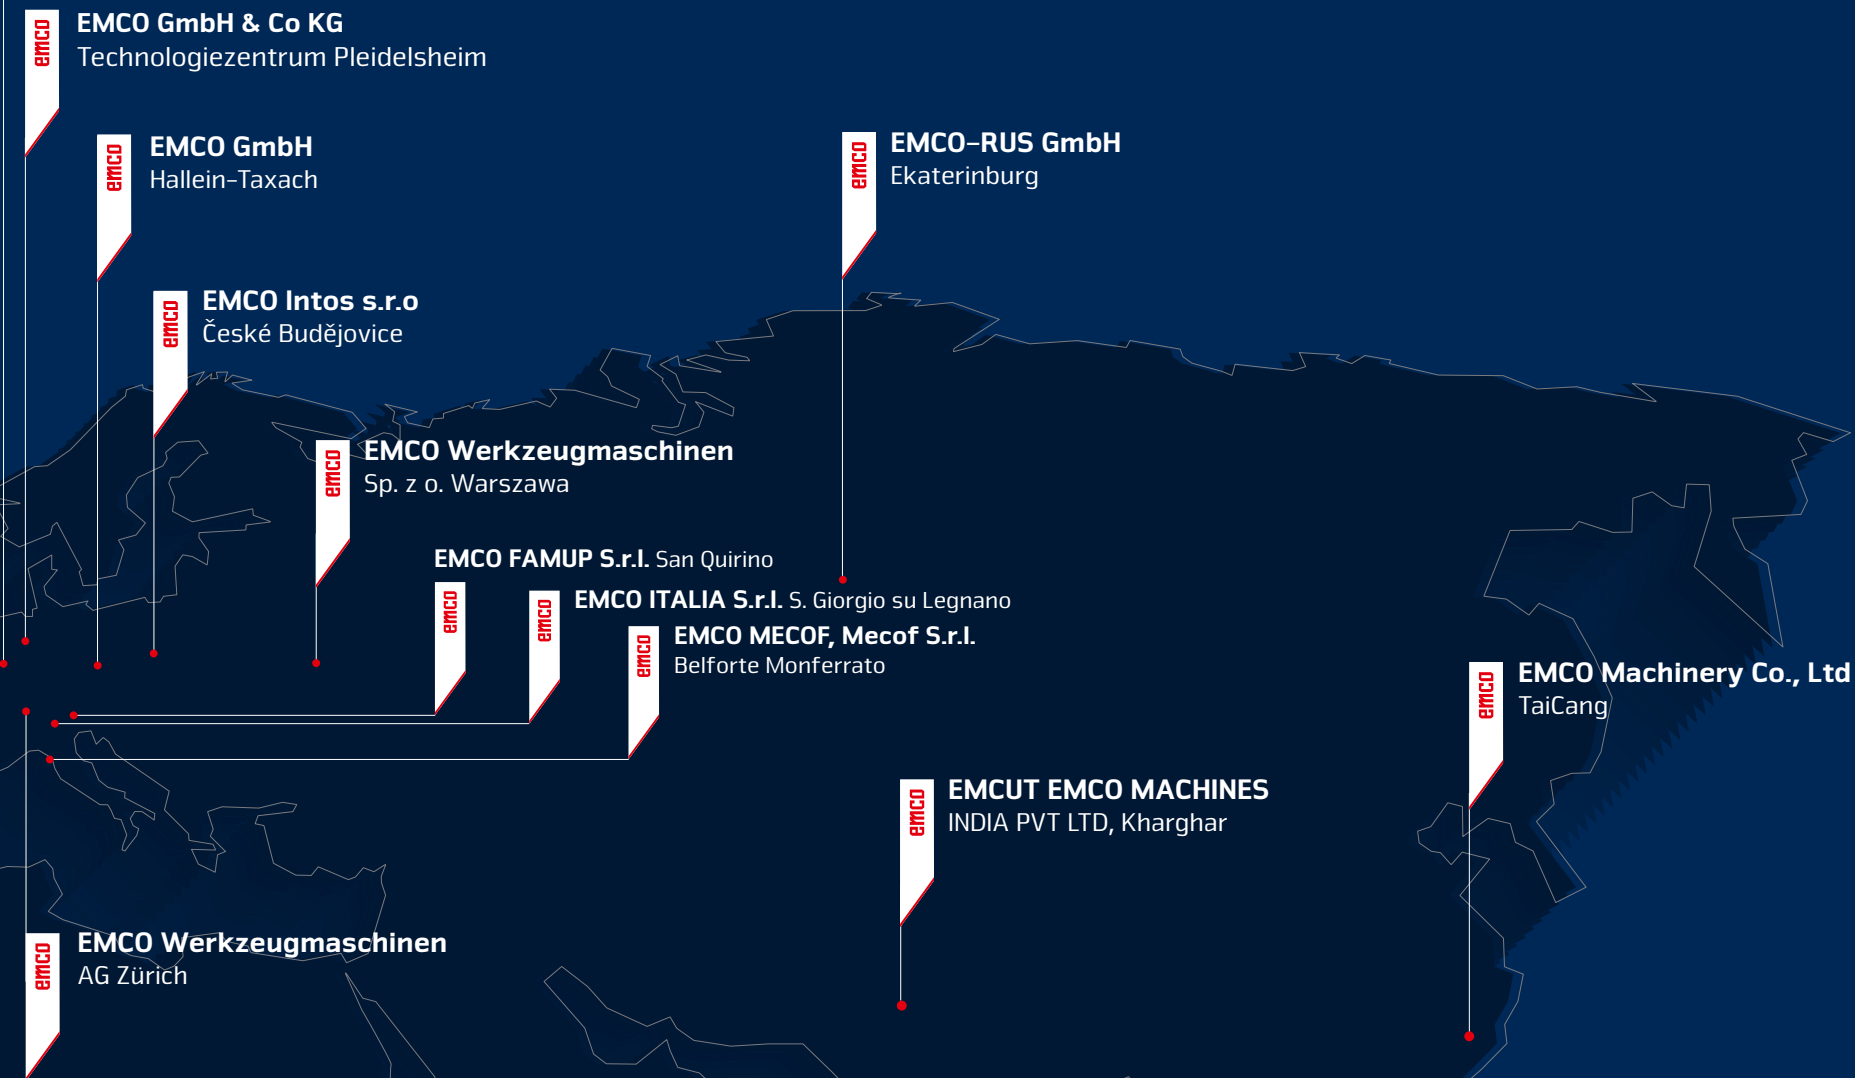 emco
EMCO GmbH & Co KG
Technologiezentrum Pleidelsheim
emco
EMCO GmbH
Hallein-Taxach
emco
EMCO-RUS GmbH
Ekaterinburg
emco
EMCO Intos s.r.o
České Budějovice
emco
EMCO Werkzeugmaschinen
Sp. z o. Warszawa
EMCO FAMUP S.r.l. San Quirino
emco
emco
EMCO ITALIA S.r.l. S. Giorgio su Legnano
emco
EMCO MECOF, Mecof S.r.l.
Belforte Monferrato
emco
EMCO Machinery Co., Ltd
TaiCang
emco
EMCUT EMCO MACHINES
INDIA PVT LTD, Kharghar
emco
EMCO Werkzeugmaschinen
AG Zürich